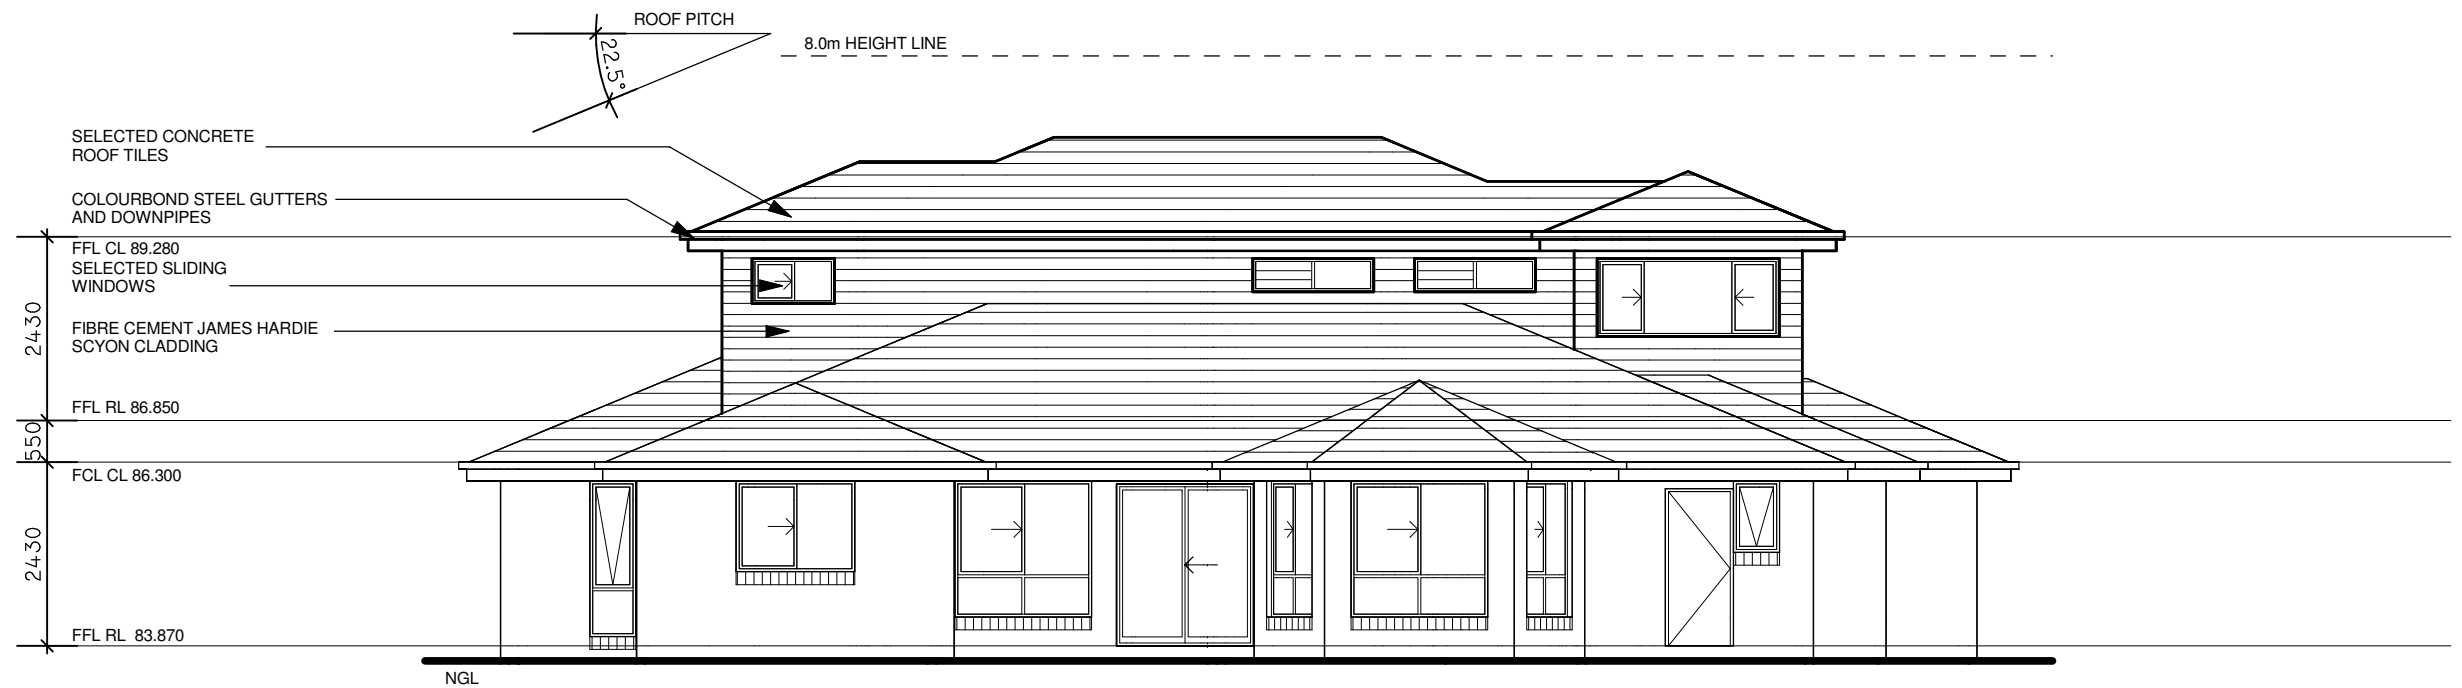 ROOF PITCH
22.5°
8.0m HEIGHT LINE
SELECTED CONCRETE
ROOF TILES
COLOURBOND STEEL GUTTERS
AND DOWNPIPES
FFL CL 89.280
SELECTED SLIDING
WINDOWS
2430
FIBRE CEMENT JAMES HARDIE
SCYON CLADDING
FFL RL 86.850
550
FCL CL 86.300
2430
FFL RL 83.870
NGL